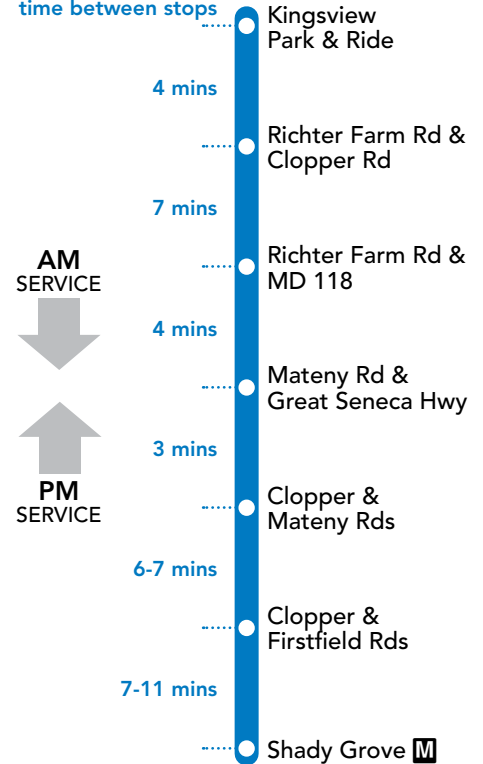 time between stops
Kingsview
Park & Ride
4 mins
Richter Farm Rd &
Clopper Rd
7 mins
Richter Farm Rd &
MD 118
AM
SERVICE
4 mins
Mateny Rd &
Great Seneca Hwy
3 mins
PM
SERVICE
Clopper &
Mateny Rds
6-7 mins
Clopper &
Firstfield Rds
7-11 mins
Shady Grove M